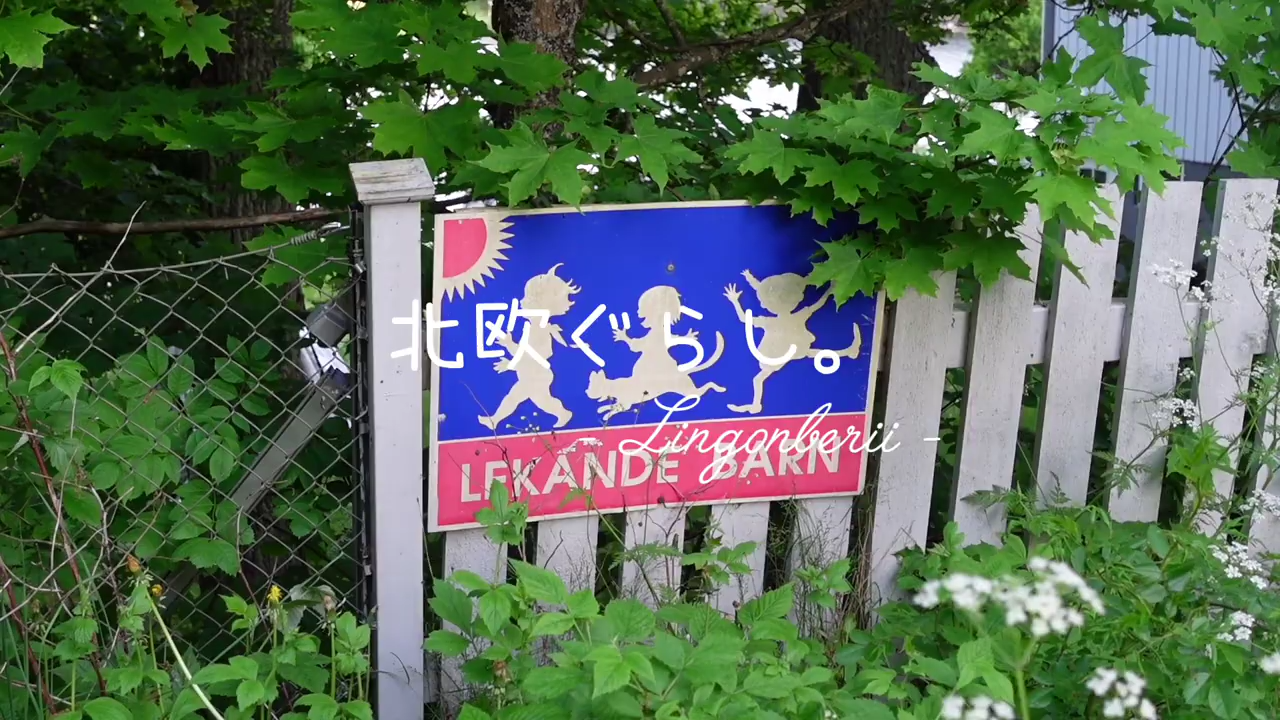 北欧ぐらし。
Lingonberii -
LEKANDE BARN